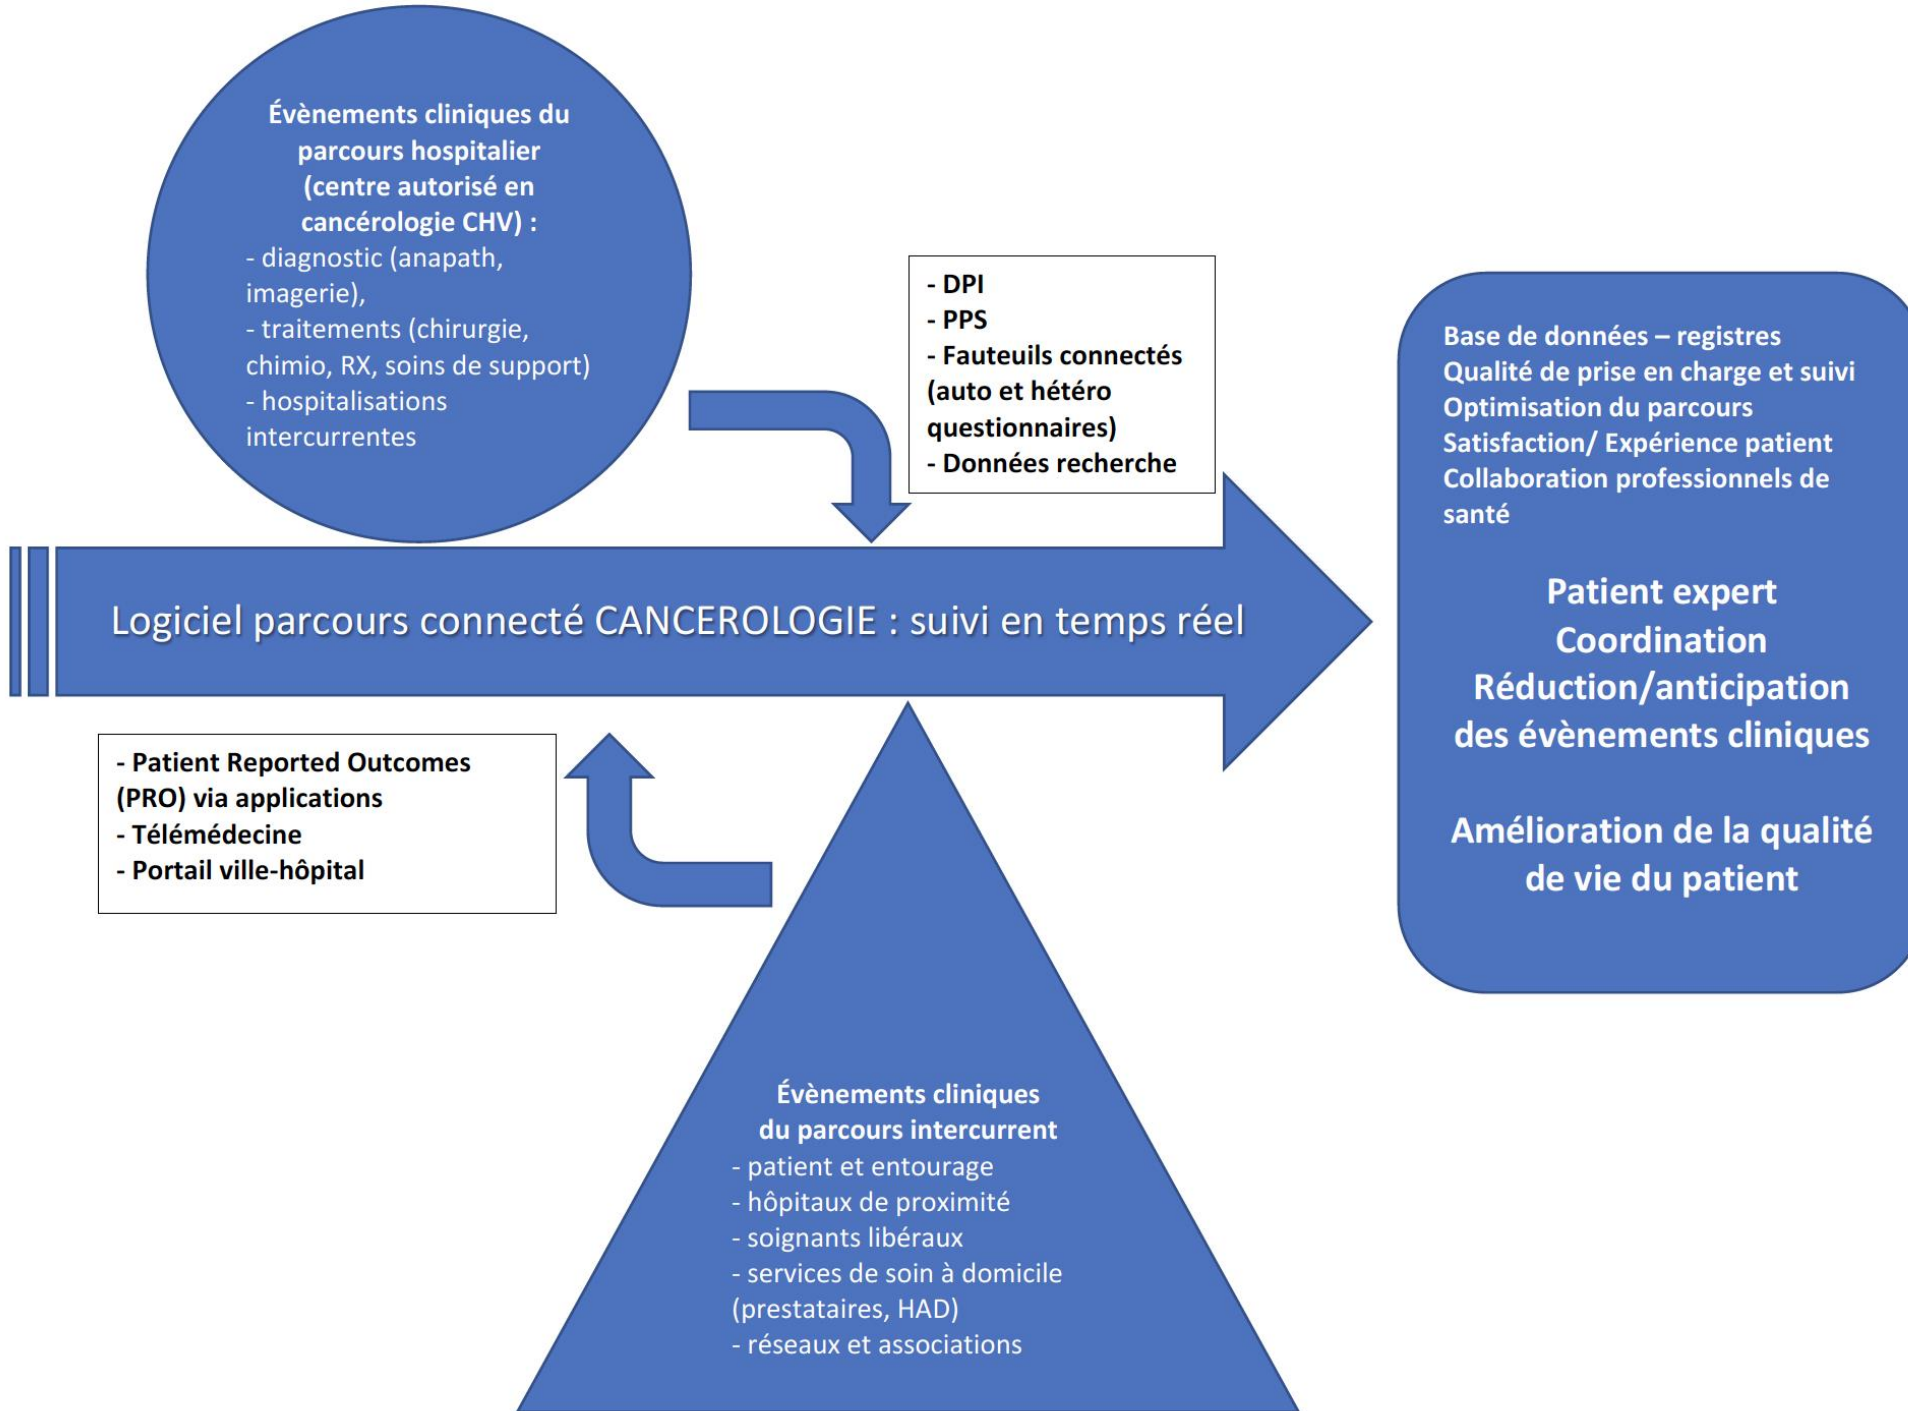 Évènements cliniques du
parcours hospitalier
(centre autorisé en
cancérologie CHV) :
- diagnostic (anapath,
imagerie),
- traitements (chirurgie,
chimio, RX, soins de support)
- hospitalisations
intercurrentes
- DPI
- PPS
- Fauteuils connectés
(auto et hétéro
questionnaires)
- Données recherche
Logiciel parcours connecté CANCEROLOGIE : suivi en temps réel
- Patient Reported Outcomes
(PRO) via applications
- Télémédecine
- Portail ville-hôpital
Évènements cliniques
du parcours intercurrent
- patient et entourage
- hôpitaux de proximité
- soignants libéraux
- services de soin à domicile
(prestataires, HAD)
- réseaux et associations
Base de données – registres
Qualité de prise en charge et suivi
Optimisation du parcours
Satisfaction/ Expérience patient
Collaboration professionnels de
santé
Patient expert
Coordination
Réduction/anticipation
des évènements cliniques
Amélioration de la qualité
de vie du patient